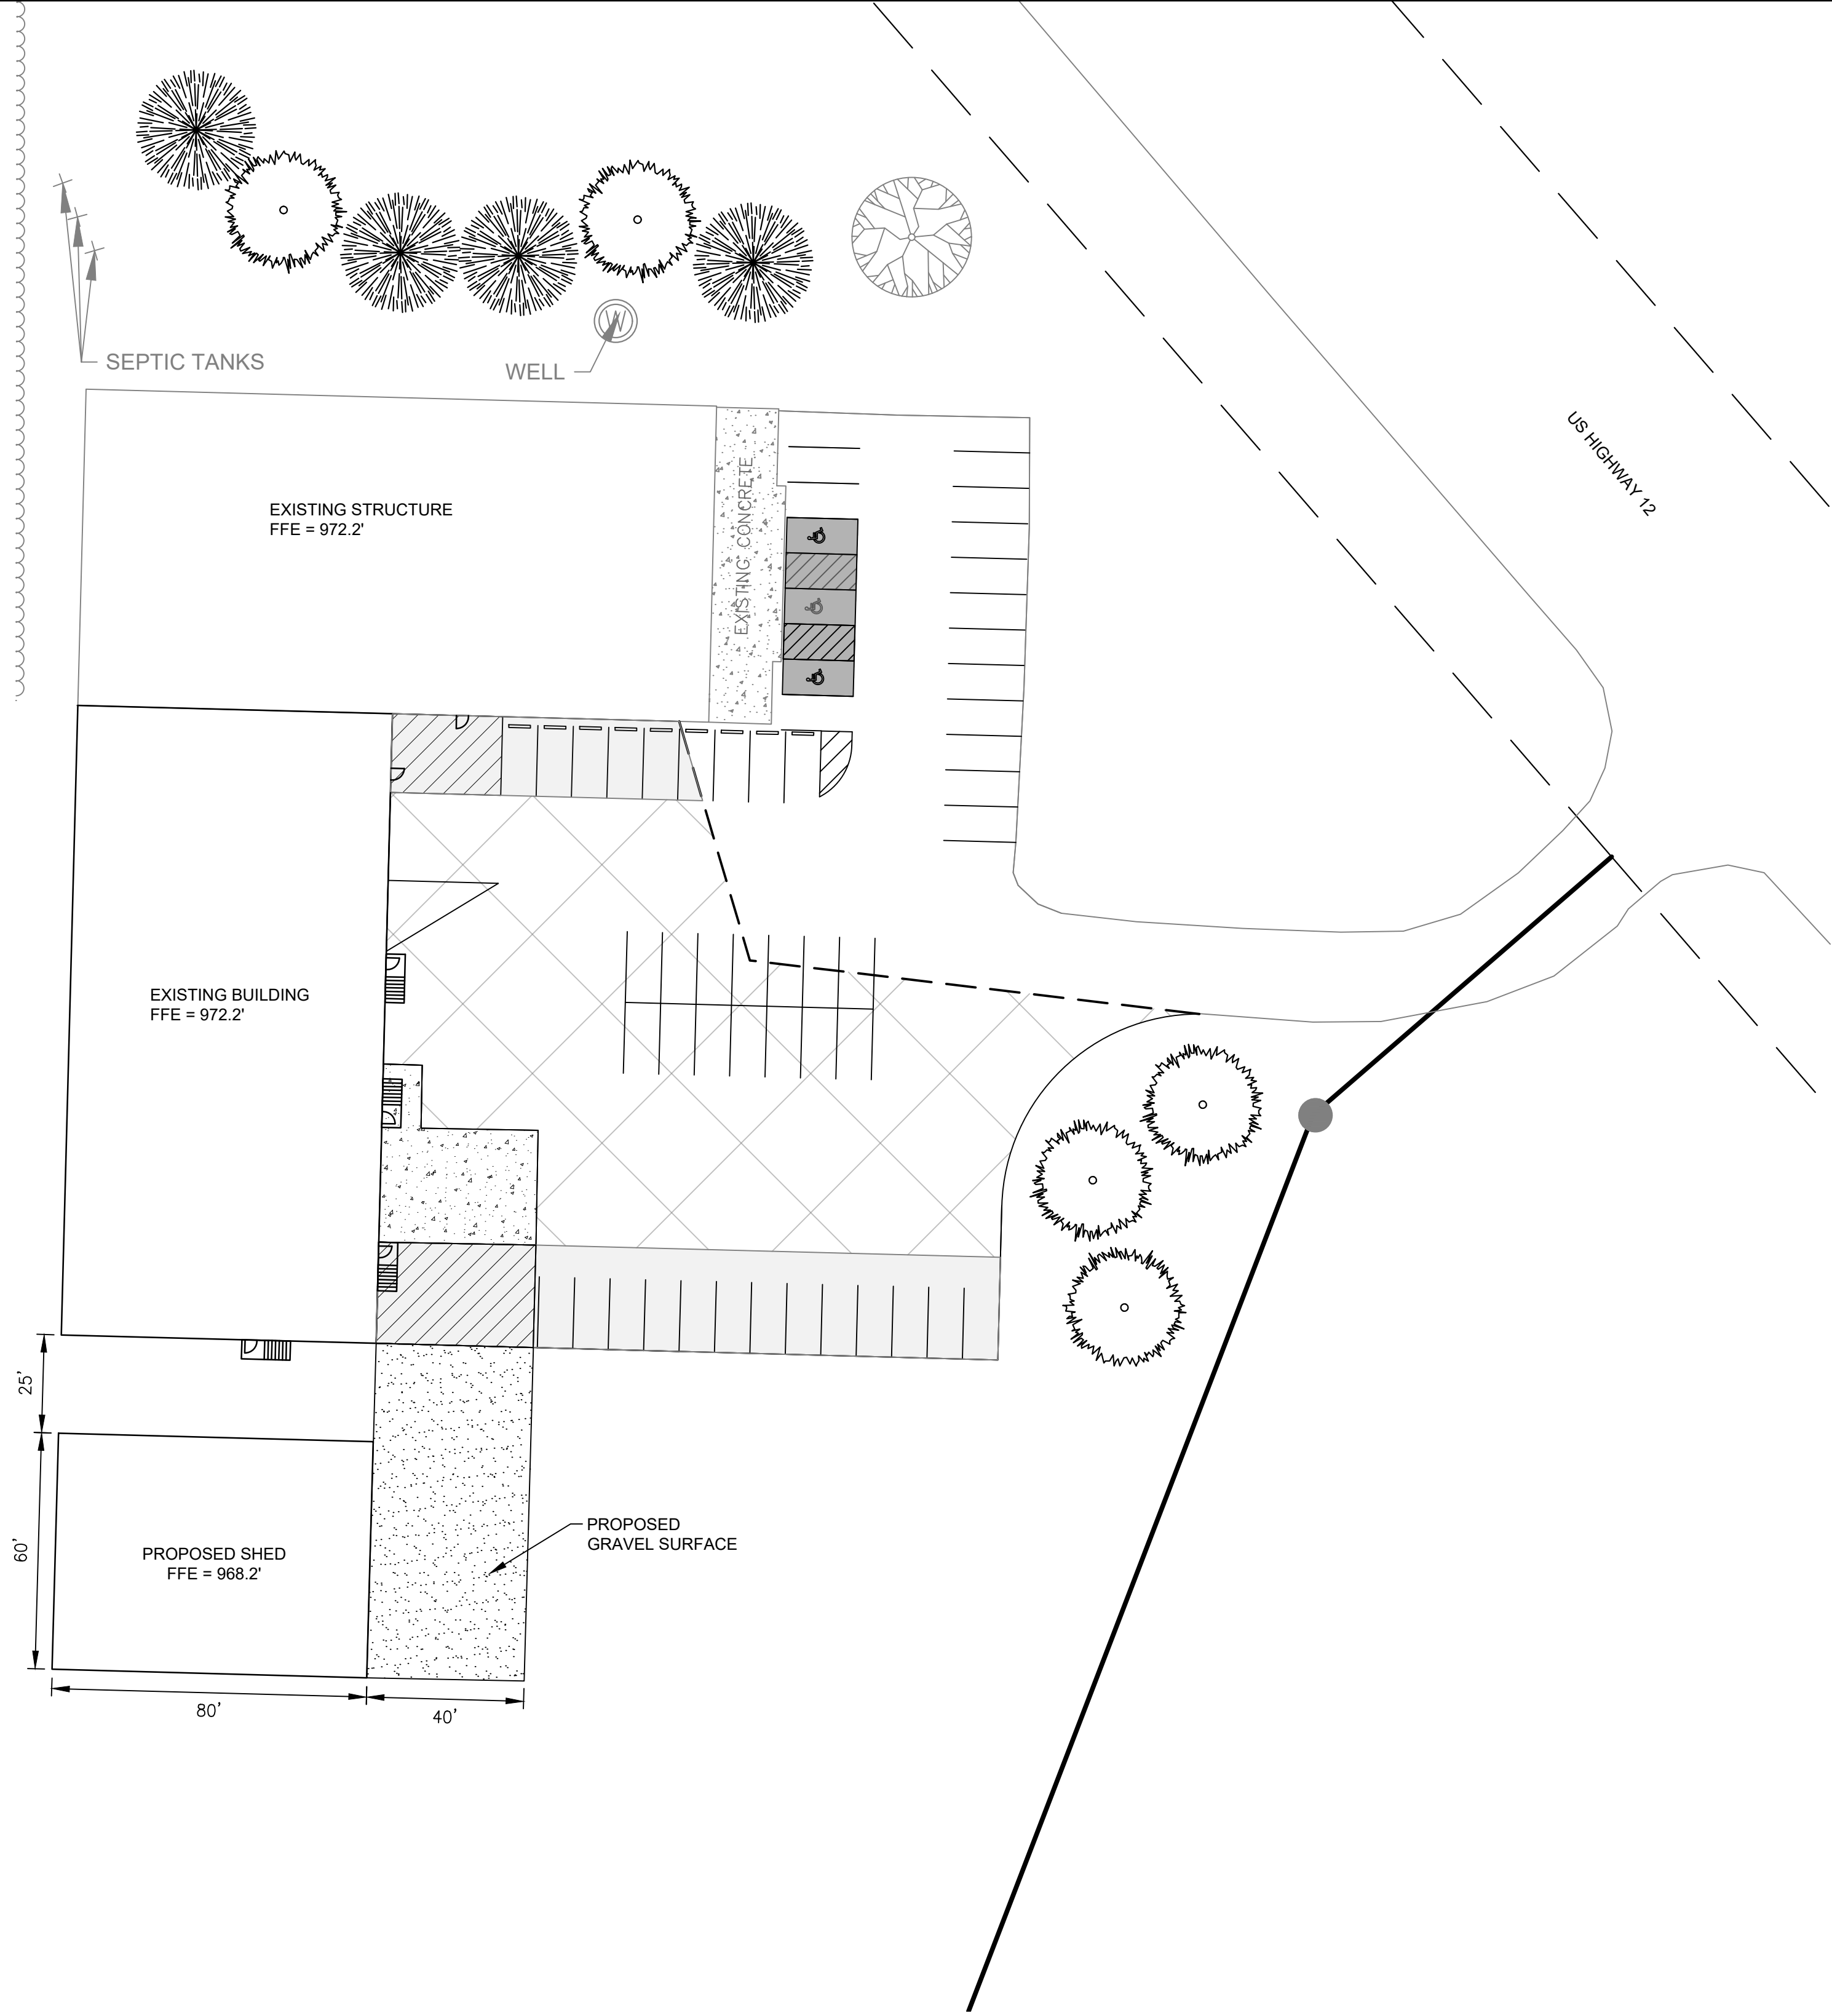 SEPTIC TANKS
WELL
W
US HIGHWAY 12
EXISTING STRUCTURE
FFE = 972.2'
EXISTING CONCRETE
EXISTING BUILDING
FFE = 972.2'
25'
60'
PROPOSED SHED
FFE = 968.2'
PROPOSED
GRAVEL SURFACE
80'
40'